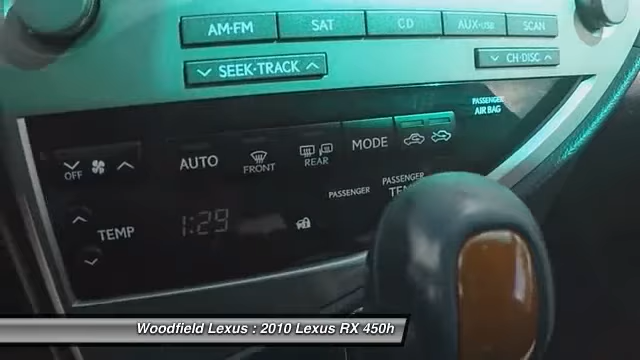 AM·FM SAT CD AUX·USB SCAN
SEEK·TRACK CH·DISC
PASSENGER
AIR BAG
OFF AUTO FRONT REAR MODE
PASSENGER PASSENGER
TEMP 1:29
Woodfield Lexus : 2010 Lexus RX 450h